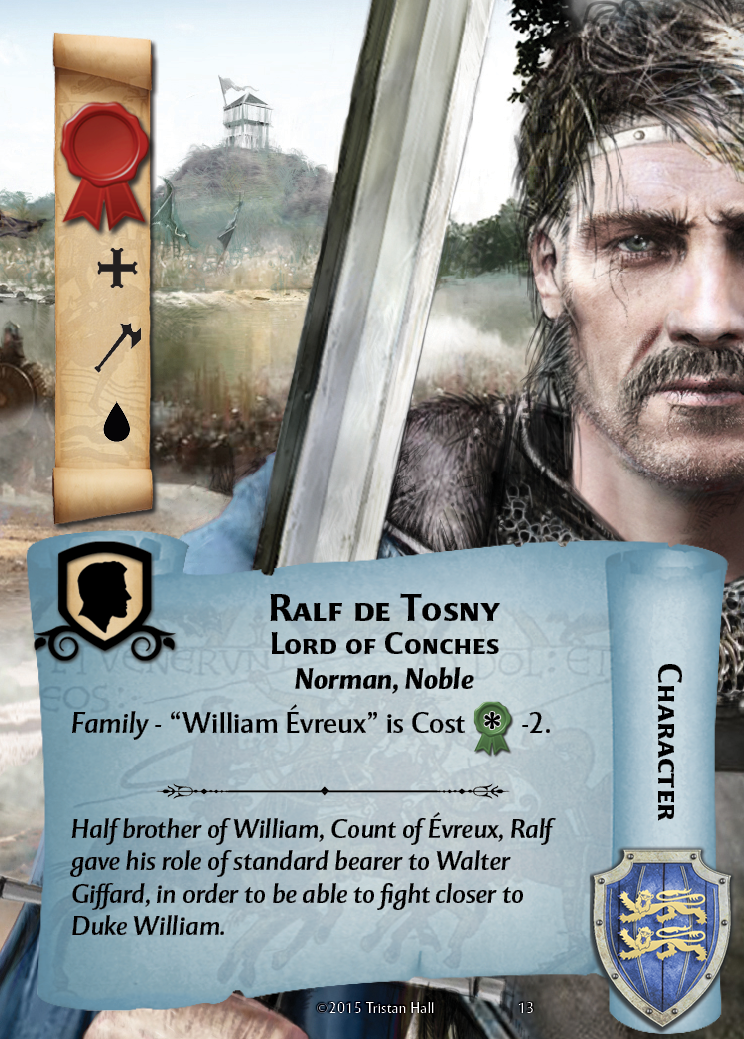 Ralf de Tosny
Lord of Conches
Norman, Noble
Family - “William Évreux” is Cost * -2.
Half brother of William, Count of Évreux, Ralf
gave his role of standard bearer to Walter
Giffard, in order to be able to fight closer to
Duke William.
Character
©2015 Tristan Hall
13